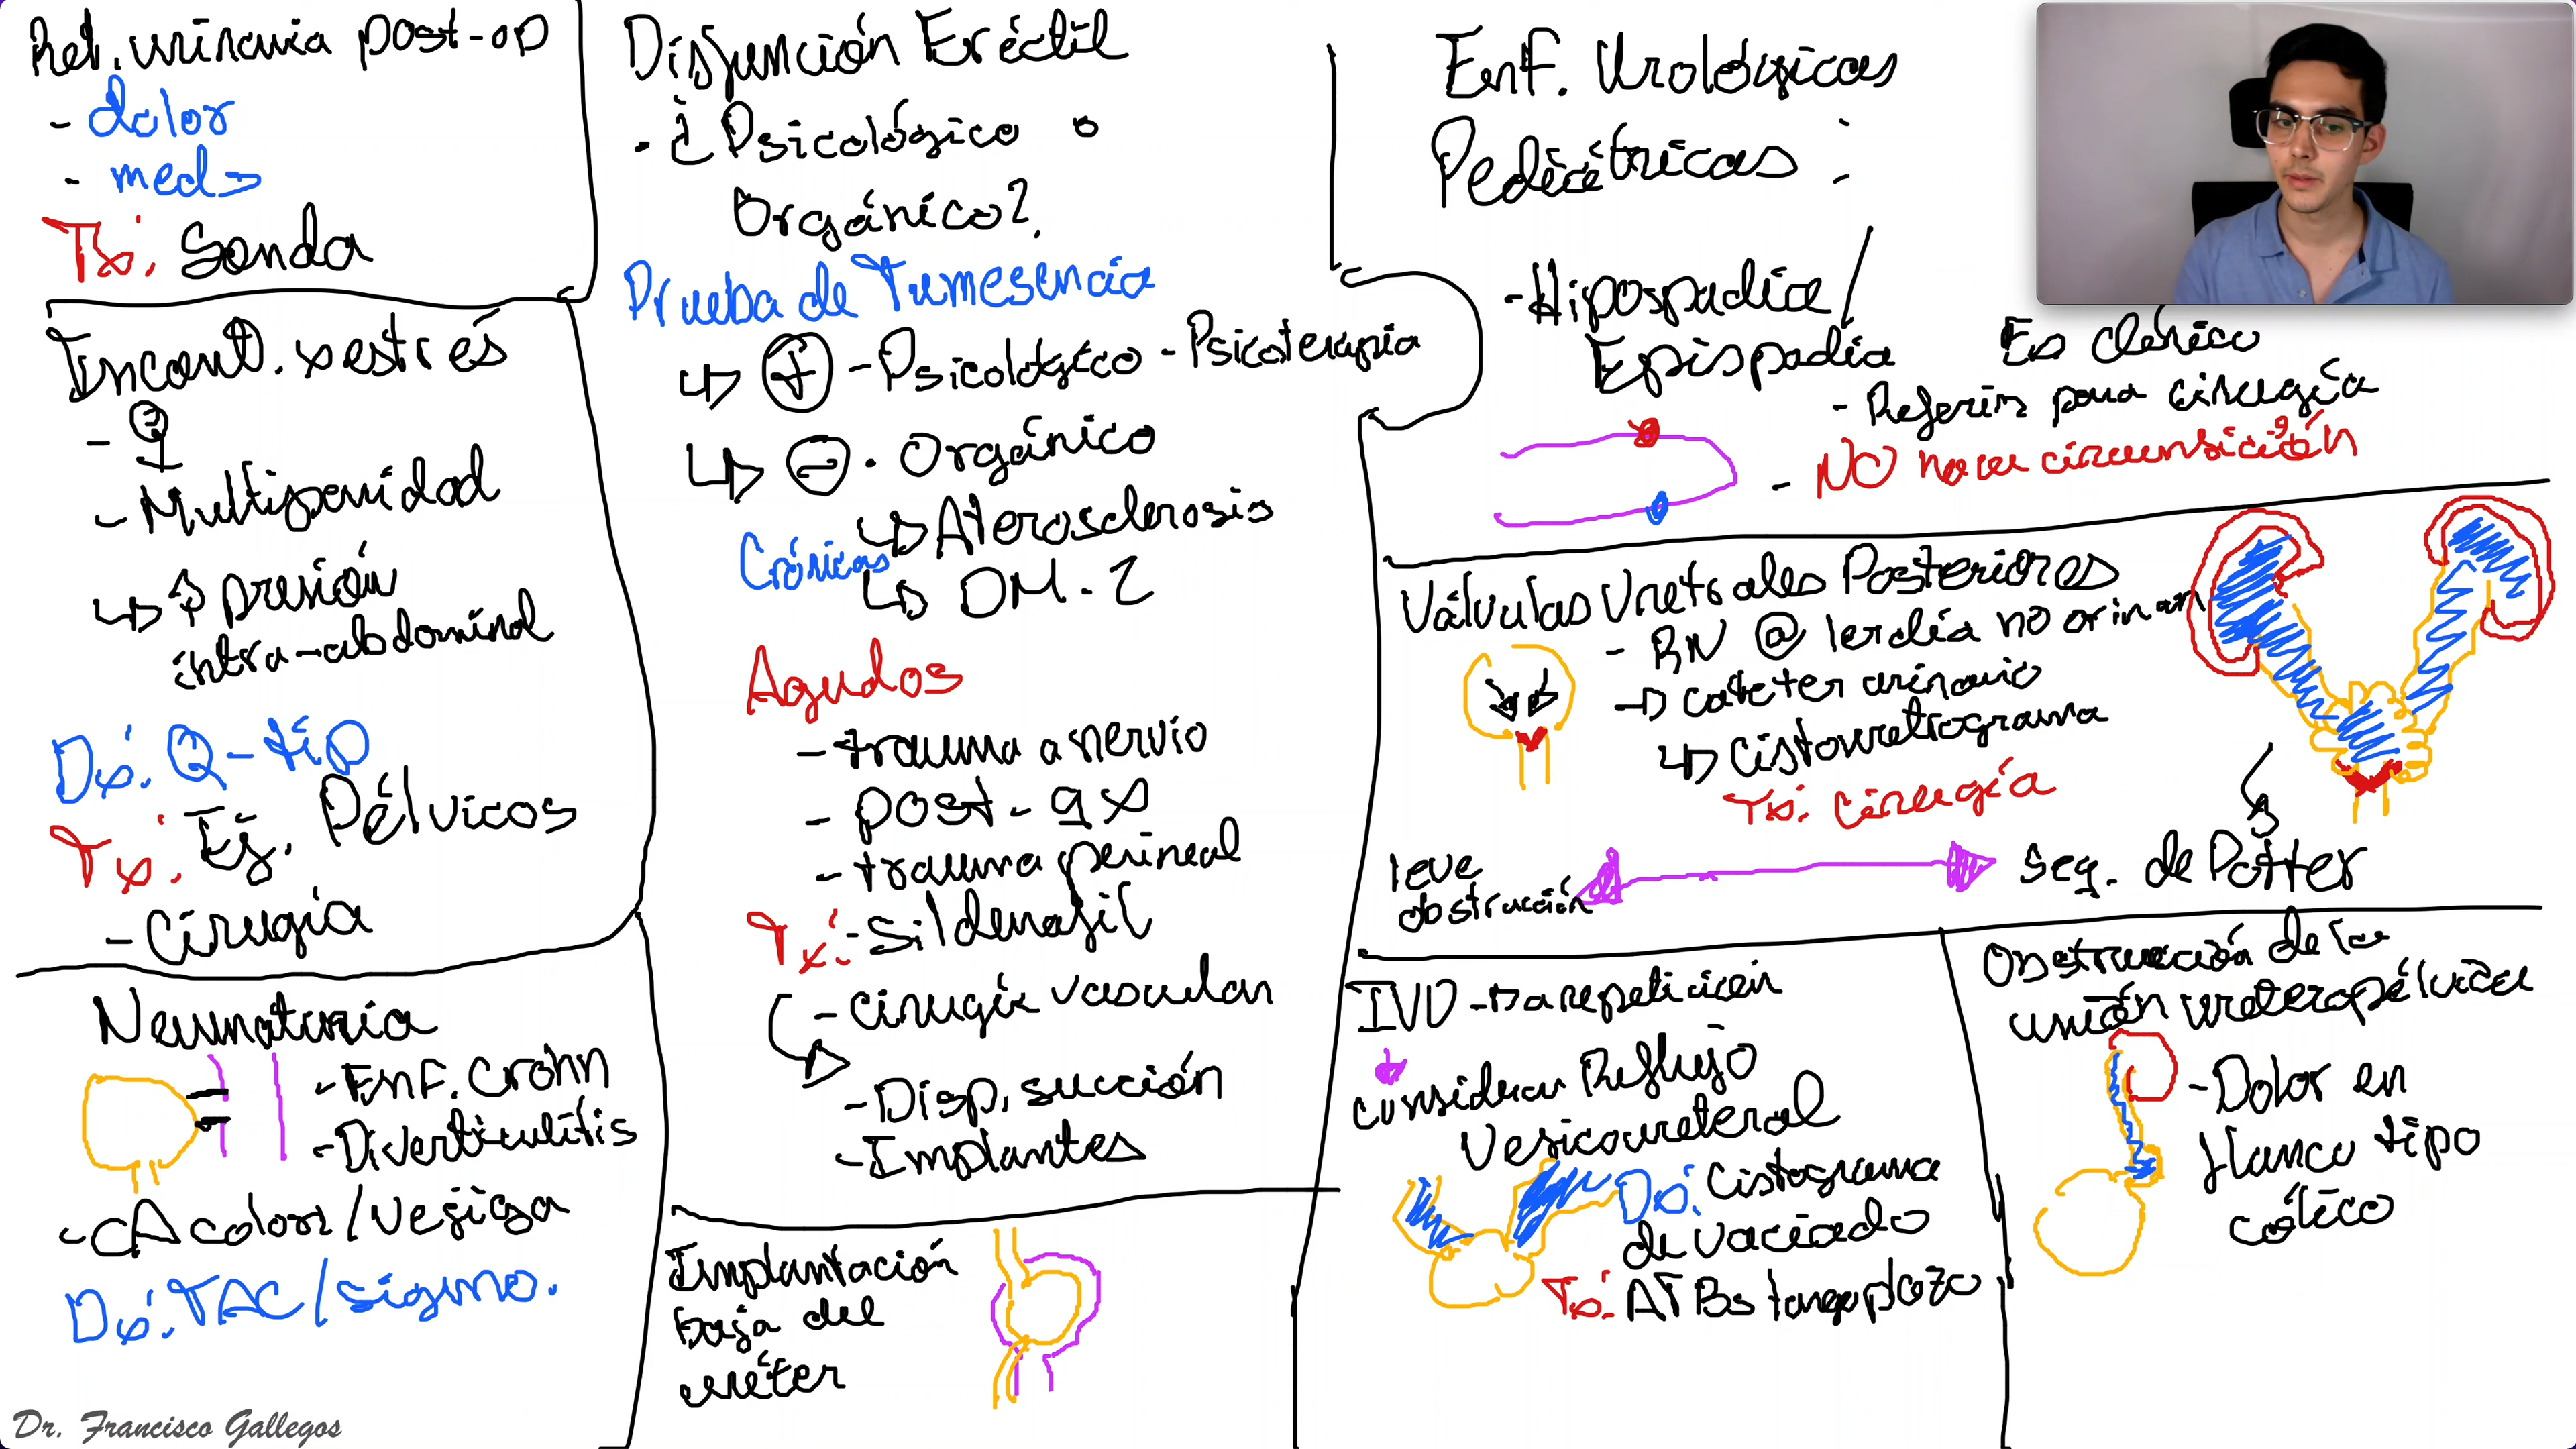 Ret. urinaria post-op
- dolor
- meds
Tx: Sonda
Incont. x estrés
- ♀
- Multiparidad
↳ ↑ presión
intra-abdominal
Dx: Q-tip
Tx: Ej. Pélvicos
- Cirugía
Neumaturia
- Enf. Crohn
- Diverticulitis
- CA colon/vejiga
Dx: TAC/sigmo.
Disfunción Eréctil
- ¿Psicológico o
Orgánico?
Prueba de Tumesencia
↳ ⊕ - Psicológico - Psicoterapia
↳ ⊖ - Orgánico
↳ Aterosclerosis
Crónicas
↳ DM-2
Agudos
- trauma a nervio
- post-qx
- trauma perineal
Tx: - Sildenafil
- cirugía vascular
- Disp. succión
- Implantes
Implantación
baja del
uréter
Enf. Urológicas
Pediátricas:
- Hipospadia/
Epispadia
Es clínico
- Referir para cirugía
- NO hacer circunsición
Válvulas Uretrales Posteriores
- RN @ 1er día no orinan
→ cateter urinario
↳ cistouretrograma
Tx: cirugía
leve
obstrucción
Seq. de Potter
IVU → a repetición
considerar Reflujo
Vesicoureteral
Dx: Cistograma
de vaciado
Tx: ATBs largo plazo
Obstrucción de la
unión ureteropélvica
- Dolor en
flanco tipo
cólico
Dr. Francisco Gallegos